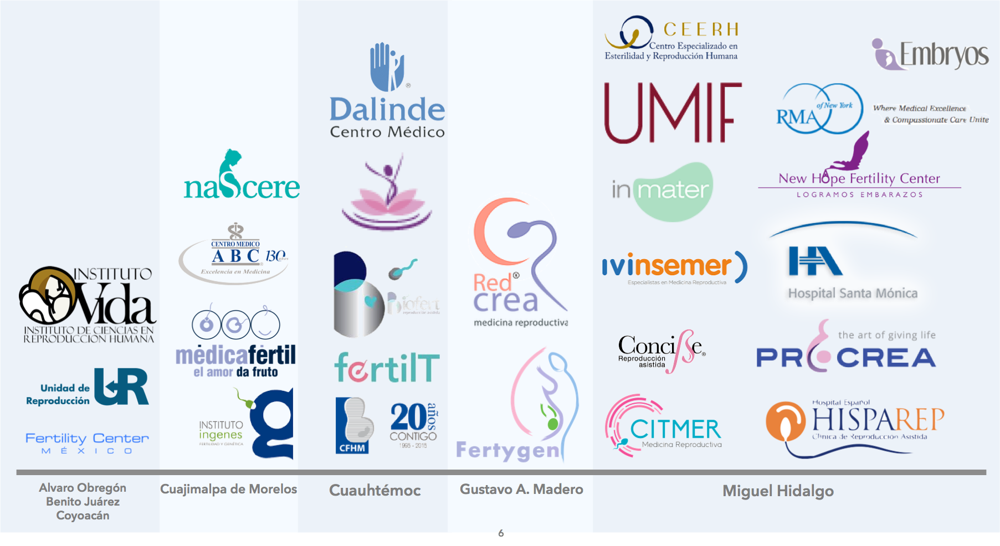 INSTITUTO
Vida
INSTITUTO DE CIENCIAS EN
REPRODUCCION HUMANA
Unidad de
Reproducción
UR
Fertility Center
MÉXICO
nascere
CENTRO MEDICO
ABC 130 años
Excelencia en Medicina
médicafértil
el amor da fruto
INSTITUTO
ingenes
FERTILIDAD Y GENÉTICA
g
®
Dalinde
Centro Médico
Biofert
reproducción asistida
fertilT
CFHM
20 años
CONTIGO
1995 - 2015
Red®
crea
medicina reproductiva
Fertygen
CEERH
Centro Especializado en
Esterilidad y Reproducción Humana
UMIF
in mater
ivinsemer
Especialistas en Medicina Reproductiva
Concibe®
Reproducción
asistida
CITMER
Medicina Reproductiva
Embryos
RMA of New York
Where Medical Excellence
& Compassionate Care Unite
New Hope Fertility Center
LOGRAMOS EMBARAZOS
Hospital Santa Mónica
the art of giving life
PROCREA
Hospital Español
HISPAREP
Clínica de Reproducción Asistida
Alvaro Obregón
Benito Juárez
Coyoacán
Cuajimalpa de Morelos
Cuauhtémoc
Gustavo A. Madero
Miguel Hidalgo
6